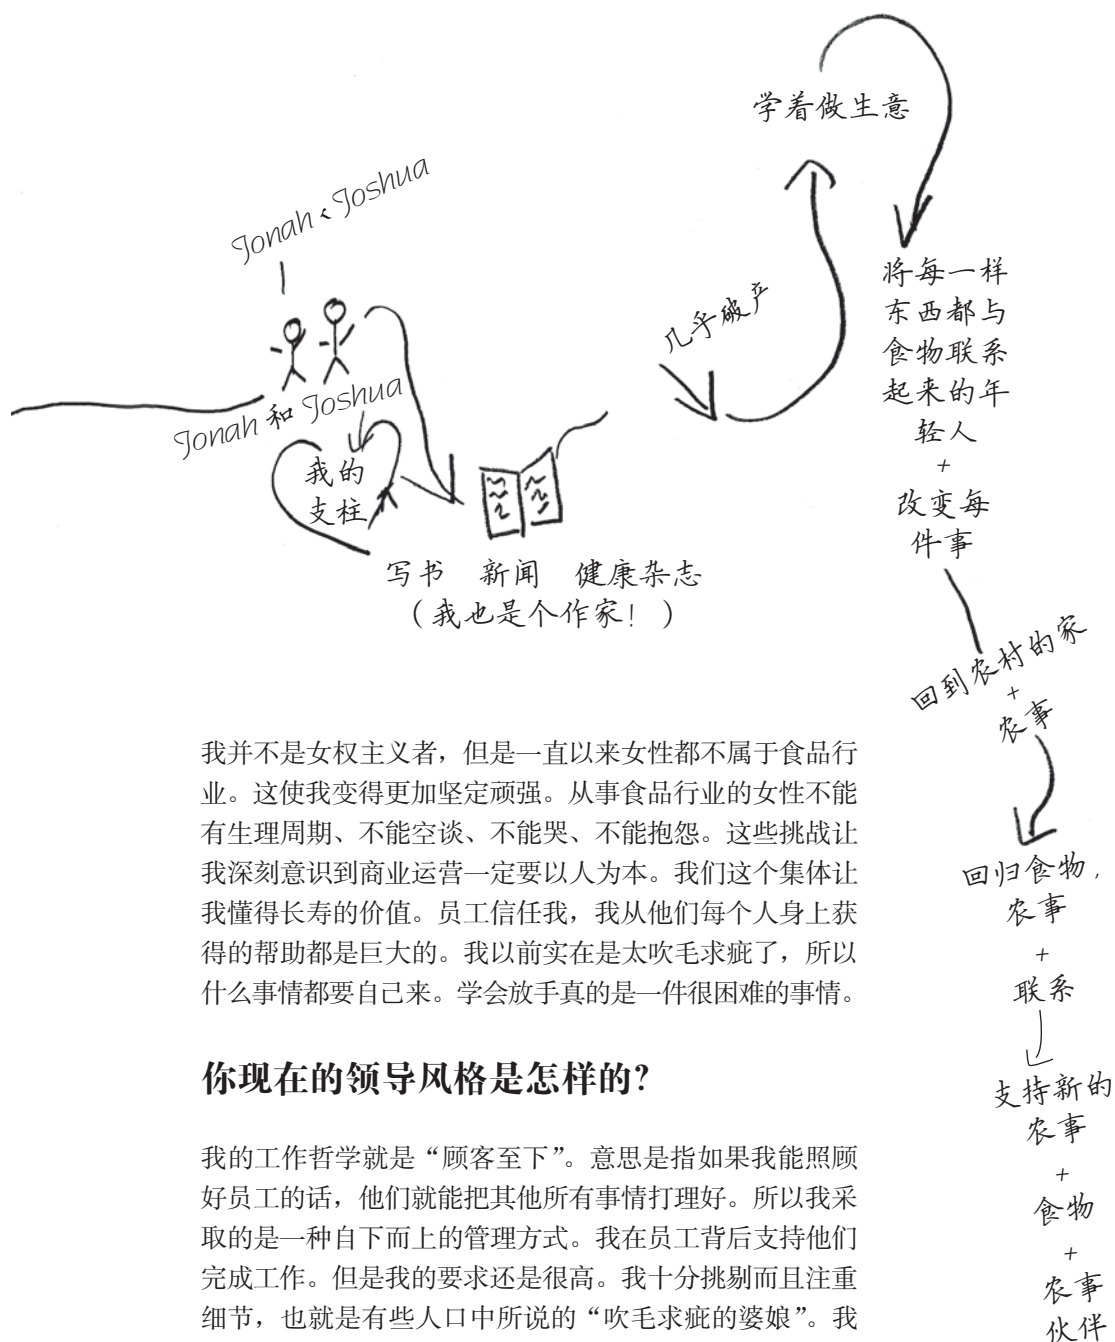 Jonah、Joshua
Jonah 和 Joshua
我的
支柱
写书 新闻 健康杂志
（我也是个作家！）
几乎破产
学着做生意
将每一样
东西都与
食物联系
起来的年
轻人
+
改变每
件事
回到农村的家
+
农事
回归食物，
农事
+
联系
支持新的
农事
+
食物
+
农事
伙伴
我并不是女权主义者，但是一直以来女性都不属于食品行
业。这使我变得更加坚定顽强。从事食品行业的女性不能
有生理周期、不能空谈、不能哭、不能抱怨。这些挑战让
我深刻意识到商业运营一定要以人为本。我们这个集体让
我懂得长寿的价值。员工信任我，我从他们每个人身上获
得的帮助都是巨大的。我以前实在是太吹毛求疵了，所以
什么事情都要自己来。学会放手真的是一件很困难的事情。
你现在的领导风格是怎样的？
我的工作哲学就是“顾客至下”。意思是指如果我能照顾
好员工的话，他们就能把其他所有事情打理好。所以我采
取的是一种自下而上的管理方式。我在员工背后支持他们
完成工作。但是我的要求还是很高。我十分挑剔而且注重
细节，也就是有些人口中所说的“吹毛求疵的婆娘”。我